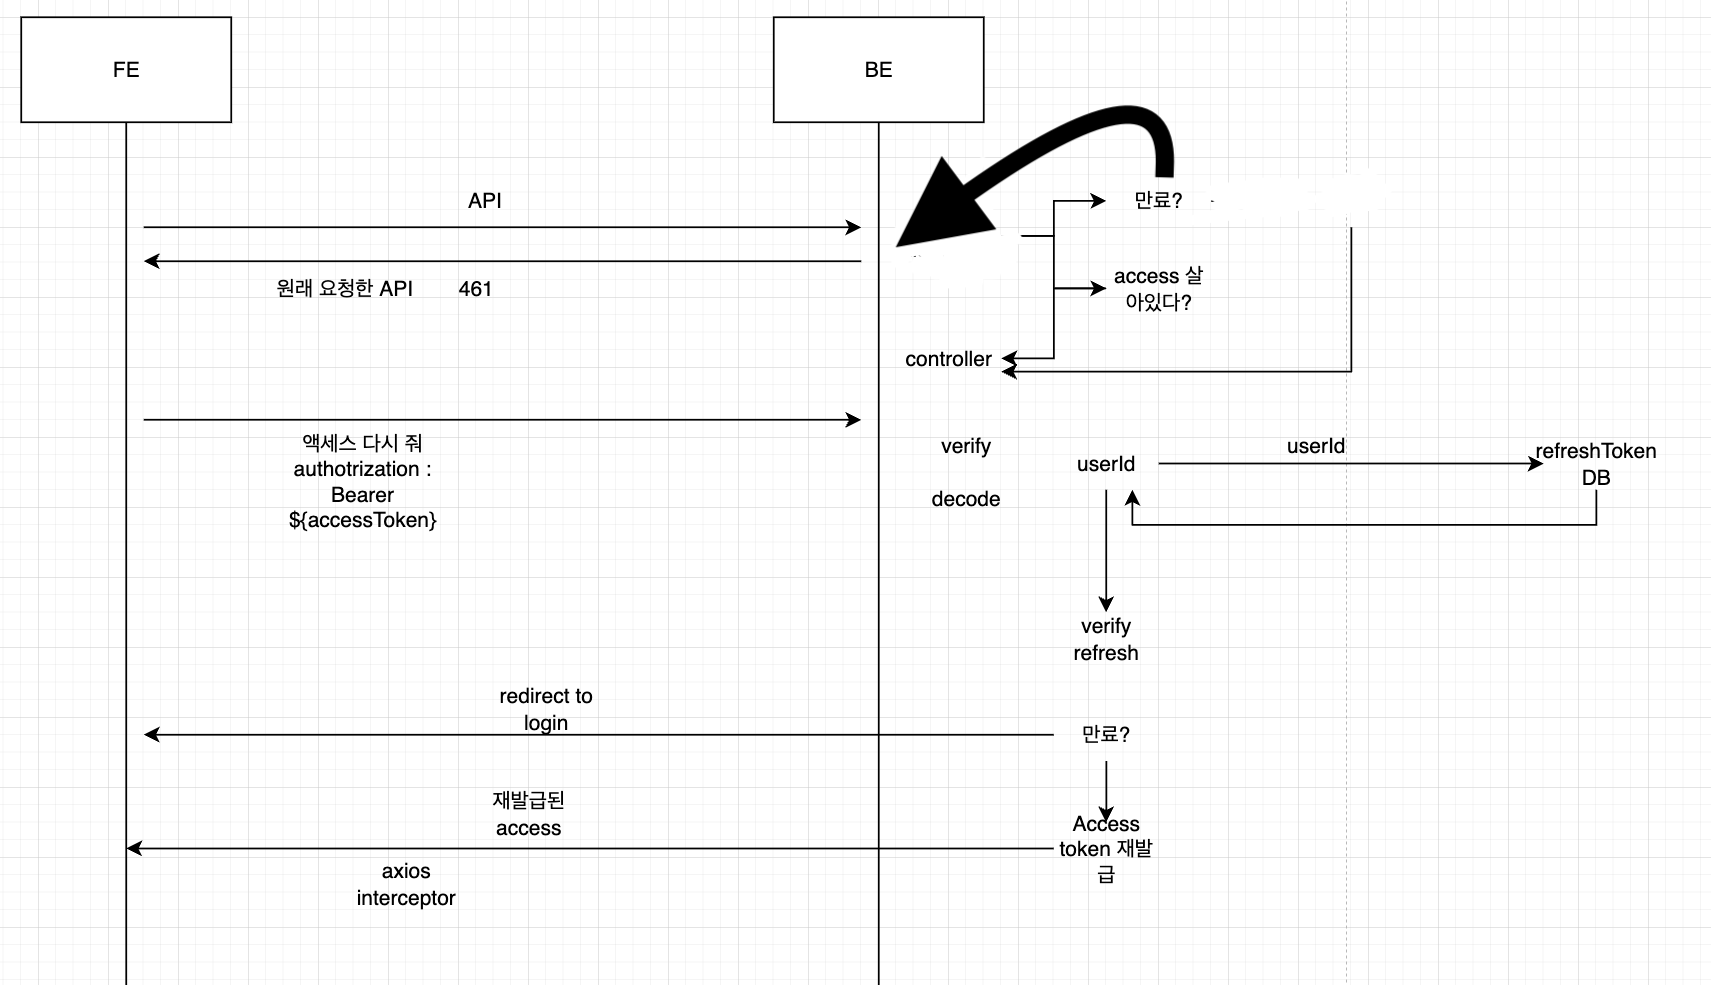 FE
BE
API
만료?
원래 요청한 API 461
access 살
아있다?
controller
액세스 다시 줘
authotrization :
Bearer
${accessToken}
verify
decode
userId
userId
refreshToken
DB
verify
refresh
redirect to
login
만료?
재발급된
access
Access
token 재발
급
axios
interceptor